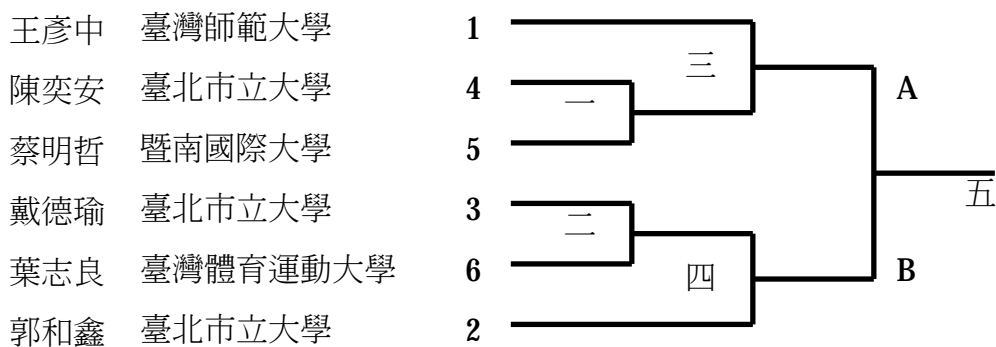 王彥中 臺灣師範大學 1
三
陳奕安 臺北市立大學 4 A
一
蔡明哲 暨南國際大學 5
五
戴德瑜 臺北市立大學 3
二
葉志良 臺灣體育運動大學 6 四 B
郭和鑫 臺北市立大學 2